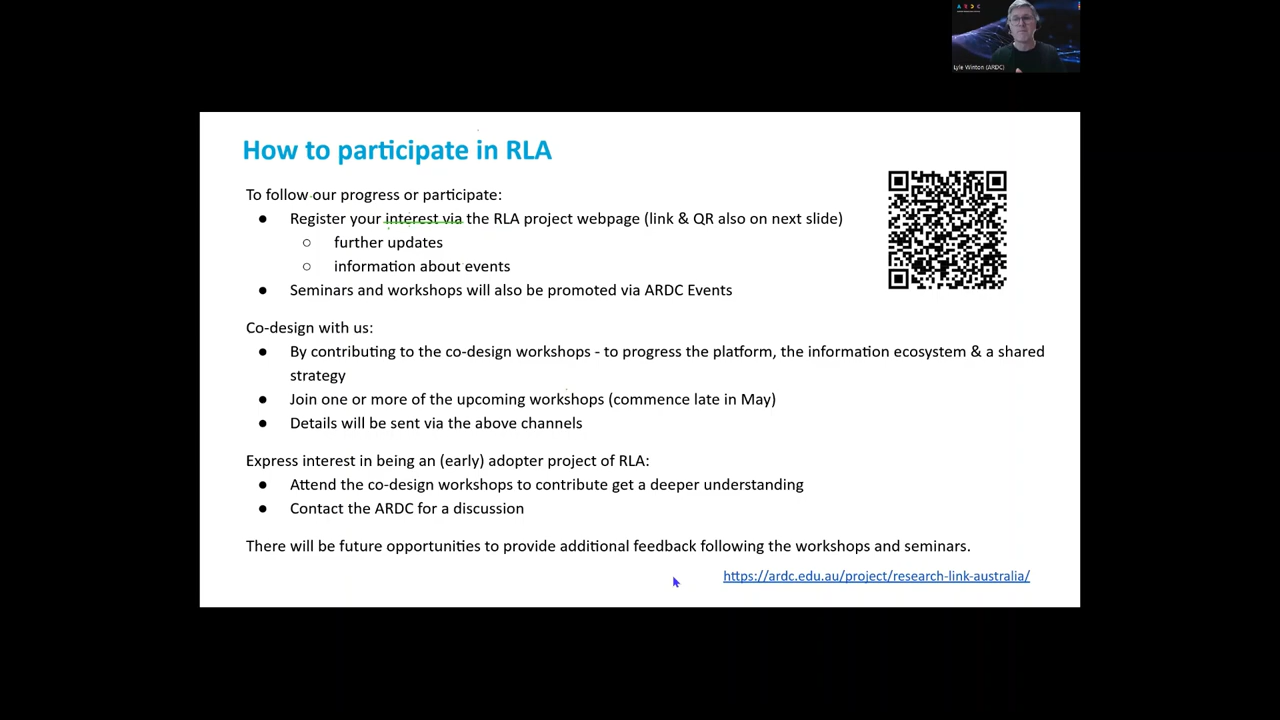 A R D C
Lyle Winton (ARDC)
How to participate in RLA
To follow our progress or participate:
● Register your interest via the RLA project webpage (link & QR also on next slide)
○ further updates
○ information about events
● Seminars and workshops will also be promoted via ARDC Events
Co-design with us:
● By contributing to the co-design workshops - to progress the platform, the information ecosystem & a shared
strategy
● Join one or more of the upcoming workshops (commence late in May)
● Details will be sent via the above channels
Express interest in being an (early) adopter project of RLA:
● Attend the co-design workshops to contribute get a deeper understanding
● Contact the ARDC for a discussion
There will be future opportunities to provide additional feedback following the workshops and seminars.
https://ardc.edu.au/project/research-link-australia/